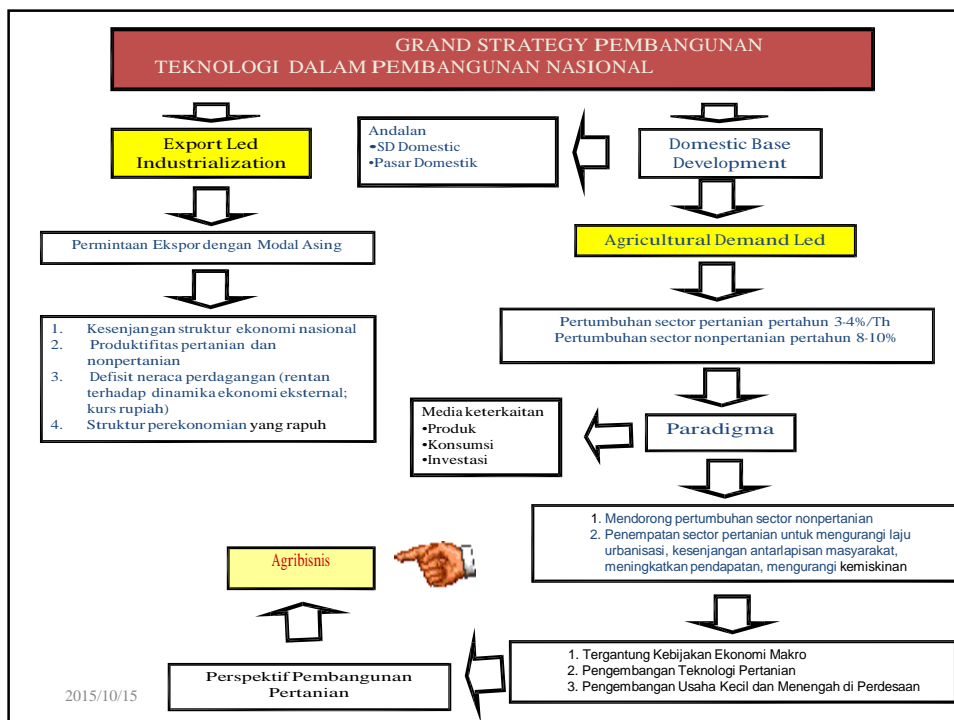 GRAND STRATEGY PEMBANGUNAN
TEKNOLOGI DALAM PEMBANGUNAN NASIONAL
Export Led
Industrialization
Permintaan Ekspor dengan Modal Asing
1. Kesenjangan struktur ekonomi nasional
2. Produktifitas pertanian dan
nonpertanian
3. Defisit neraca perdagangan (rentan
terhadap dinamika ekonomi eksternal;
kurs rupiah)
4. Struktur perekonomian yang rapuh
Andalan
•SD Domestic
•Pasar Domestik
Domestic Base
Development
Agricultural Demand Led
Pertumbuhan sector pertanian pertahun 3-4%/Th
Pertumbuhan sector nonpertanian pertahun 8-10%
Media keterkaitan
•Produk
•Konsumsi
•Investasi
Paradigma
1. Mendorong pertumbuhan sector nonpertanian
2. Penempatan sector pertanian untuk mengurangi laju
urbanisasi, kesenjangan antarlapisan masyarakat,
meningkatkan pendapatan, mengurangi kemiskinan
1. Tergantung Kebijakan Ekonomi Makro
2. Pengembangan Teknologi Pertanian
3. Pengembangan Usaha Kecil dan Menengah di Perdesaan
Perspektif Pembangunan
Pertanian
Agribisnis
2015/10/15